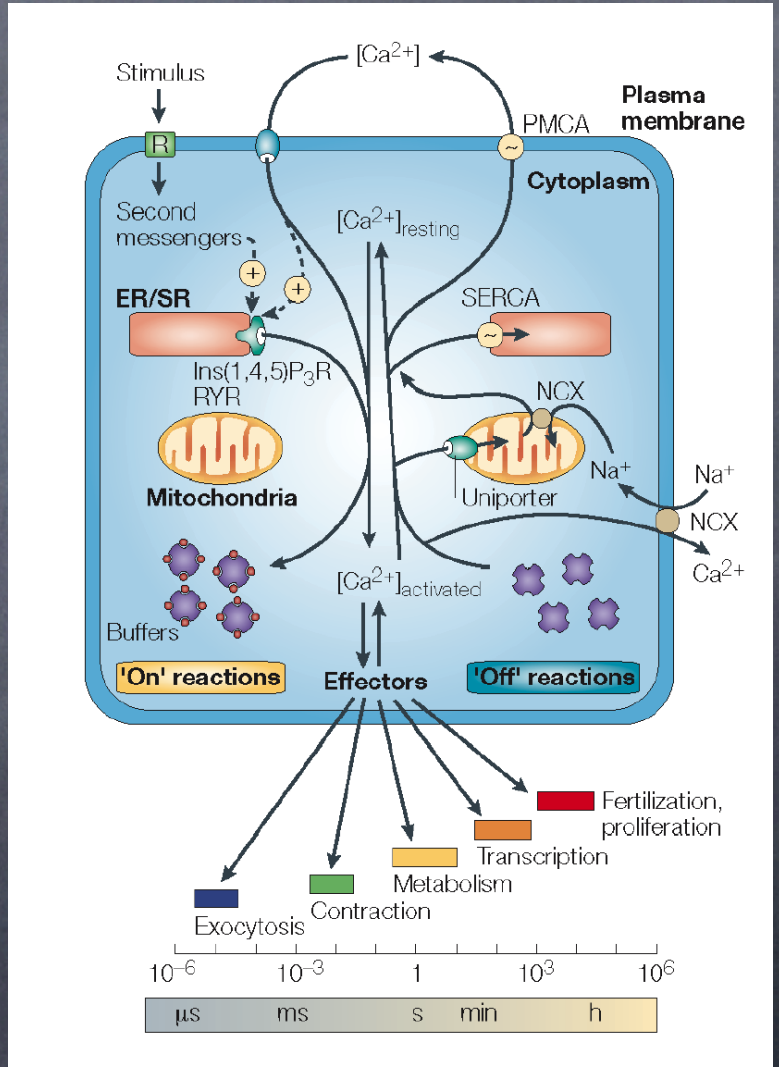 [Ca²⁺]
Stimulus
Plasma
membrane
PMCA
R
~
Cytoplasm
Second
messengers
[Ca²⁺]resting
+
+
ER/SR
SERCA
~
Ins(1,4,5)P₃R
RYR
NCX
Mitochondria
Uniporter
Na⁺
Na⁺
NCX
Ca²⁺
[Ca²⁺]activated
Buffers
'On' reactions
Effectors
'Off' reactions
Fertilization,
proliferation
Transcription
Metabolism
Contraction
Exocytosis
10⁻⁶ 10⁻³ 1 10³ 10⁶
µs ms s min h